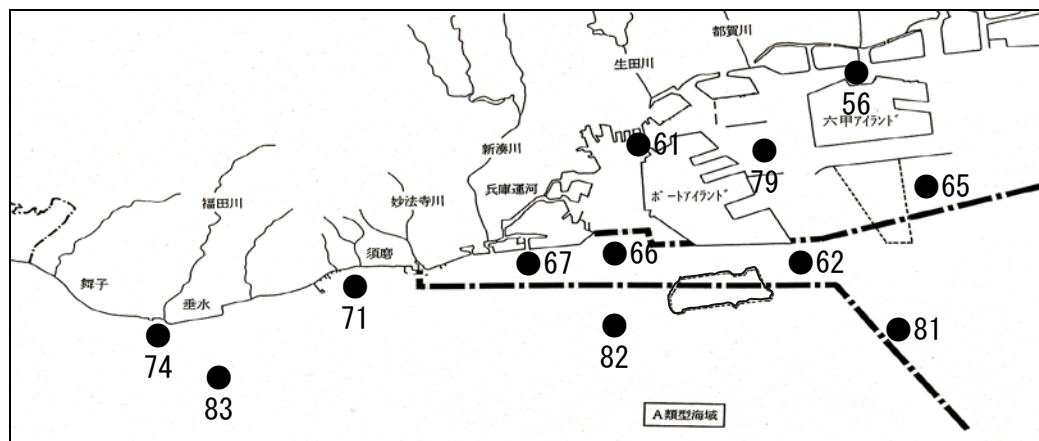 都賀川
生田川
56
六甲アイランド
61
新湊川
79
兵庫運河
65
ポートアイランド
福田川
妙法寺川
須磨
66
67
62
舞子
垂水
71
74
82
81
83
A類型海域